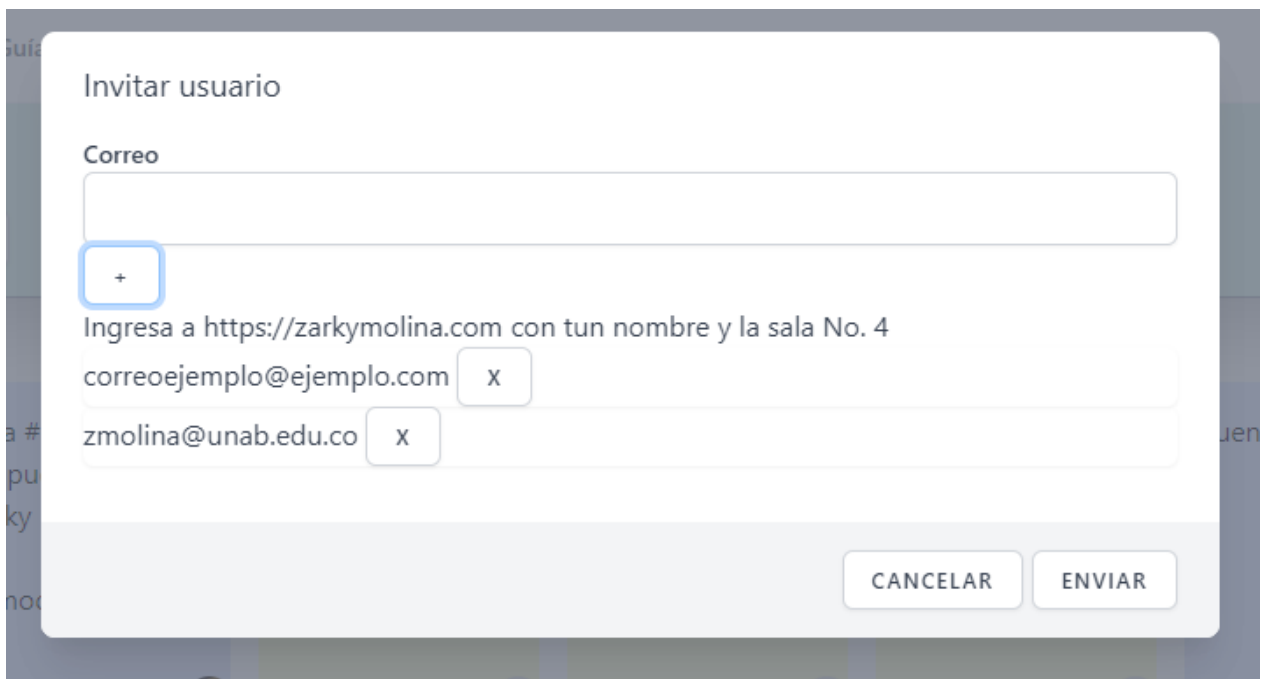 Invitar usuario
Correo
+
Ingresa a https://zarkymolina.com con tun nombre y la sala No. 4
correoejemplo@ejemplo.com X
zmolina@unab.edu.co X
CANCELAR ENVIAR